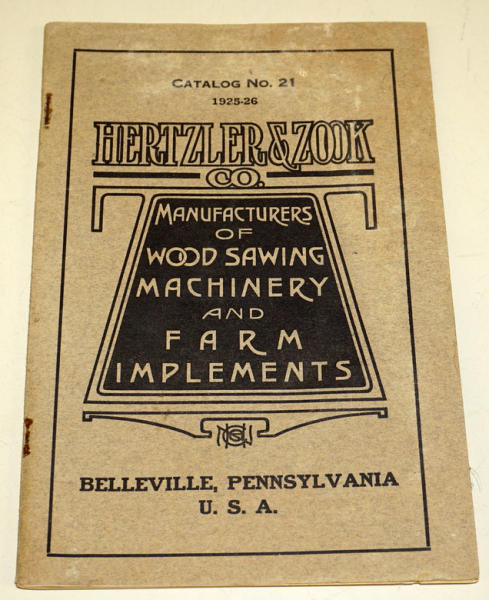 CATALOG NO. 21
1925-26
HERTZLER & ZOOK
CO.
MANUFACTURERS
OF
WOOD SAWING
MACHINERY
AND
FARM
IMPLEMENTS
BELLEVILLE, PENNSYLVANIA
U. S. A.